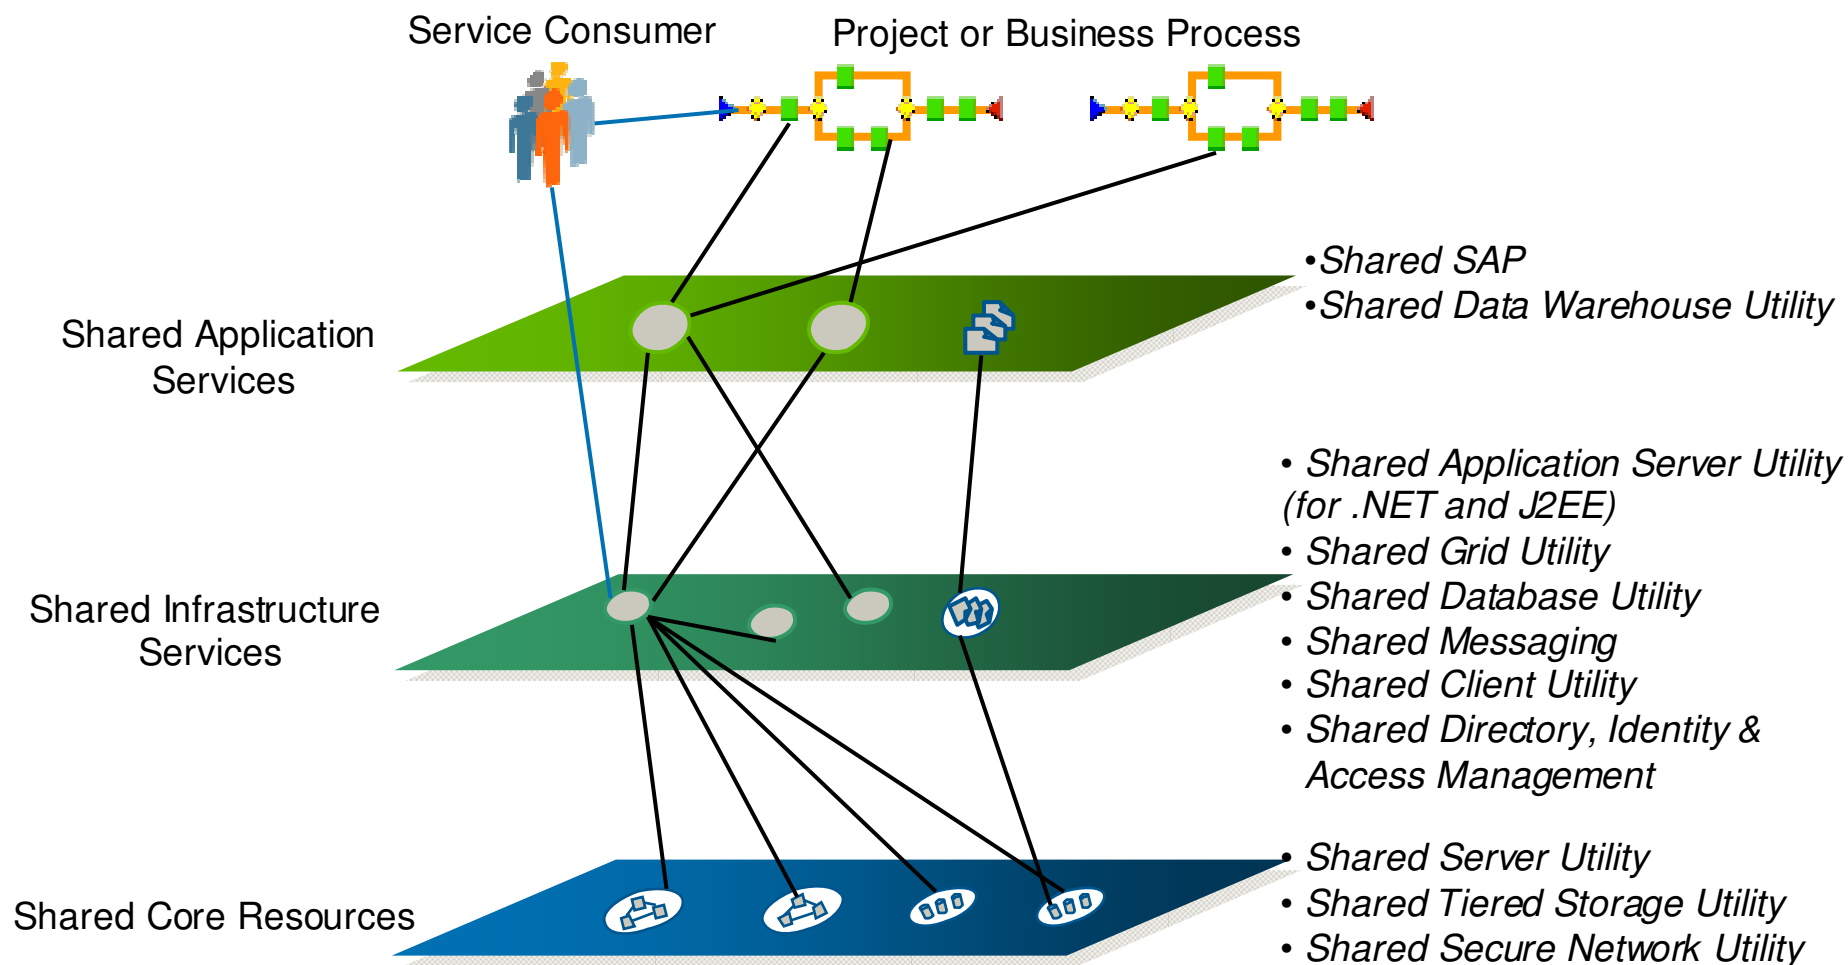 Service Consumer
Project or Business Process
•Shared SAP
•Shared Data Warehouse Utility
Shared Application
Services
• Shared Application Server Utility
(for .NET and J2EE)
• Shared Grid Utility
• Shared Database Utility
• Shared Messaging
• Shared Client Utility
• Shared Directory, Identity &
Access Management
Shared Infrastructure
Services
• Shared Server Utility
• Shared Tiered Storage Utility
• Shared Secure Network Utility
Shared Core Resources